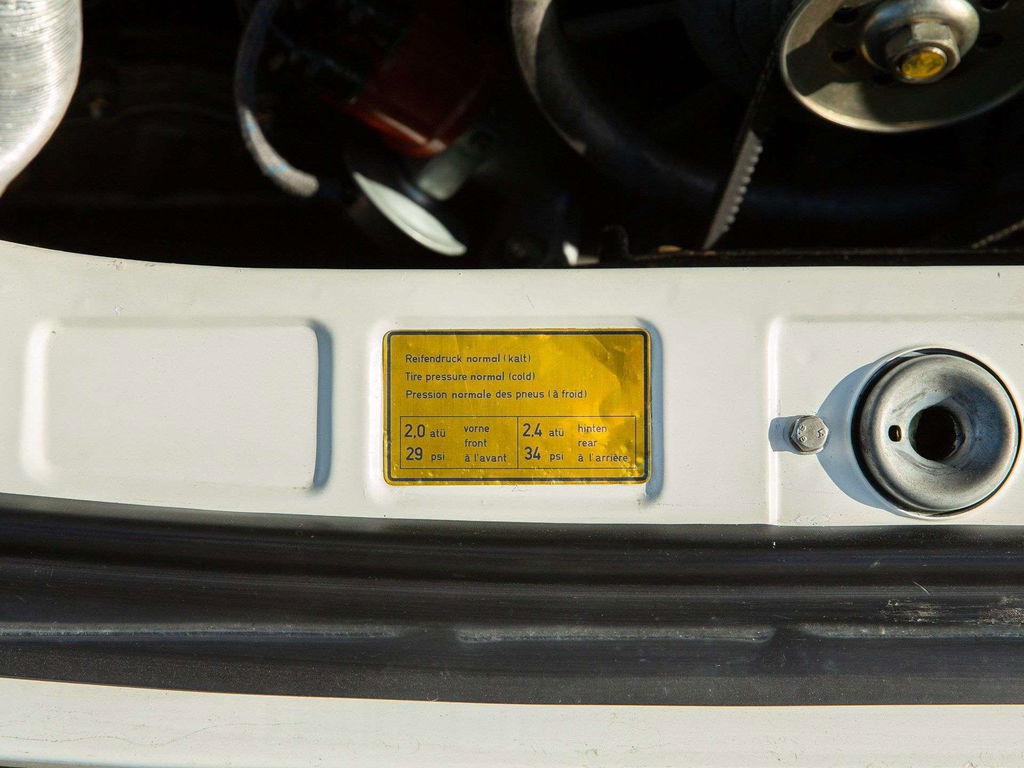 Reifendruck normal (kalt)
Tire pressure normal (cold)
Pression normale des pneus (à froid)
2,0 atü vorne
front
29 psi à l'avant
2,4 atü hinten
rear
34 psi à l'arrière